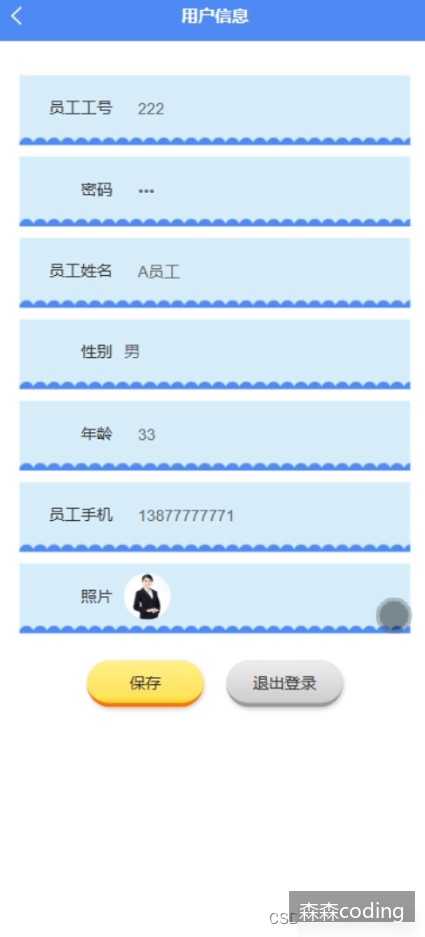 用户信息
员工工号 222
密码 •••
员工姓名 A员工
性别 男
年龄 33
员工手机 13877777771
照片
保存 退出登录
CSD
森森coding